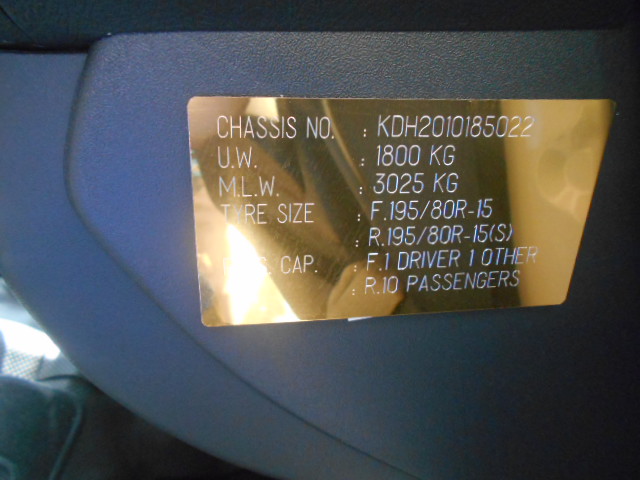 CHASSIS NO. : KDH2010185022
U.W. : 1800 KG
M.L.W. : 3025 KG
TYRE SIZE : F.195/80R-15
: R.195/80R-15(S)
CAP. : F.1 DRIVER 1 OTHER
: R.10 PASSENGERS